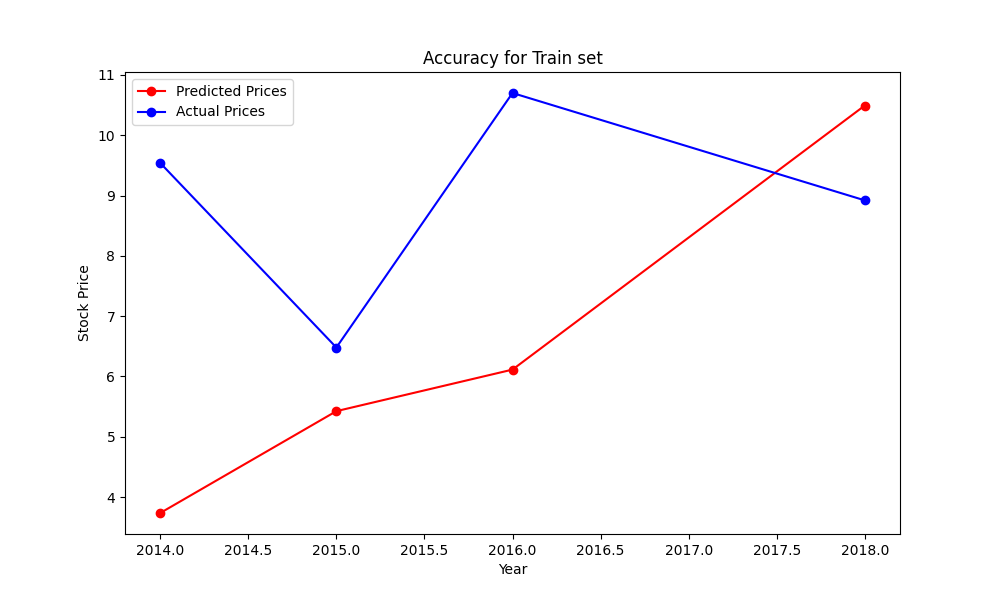 Accuracy for Train set
Predicted Prices
Actual Prices
Stock Price
11
10
9
8
7
6
5
4
2014.0 2014.5 2015.0 2015.5 2016.0 2016.5 2017.0 2017.5 2018.0
Year